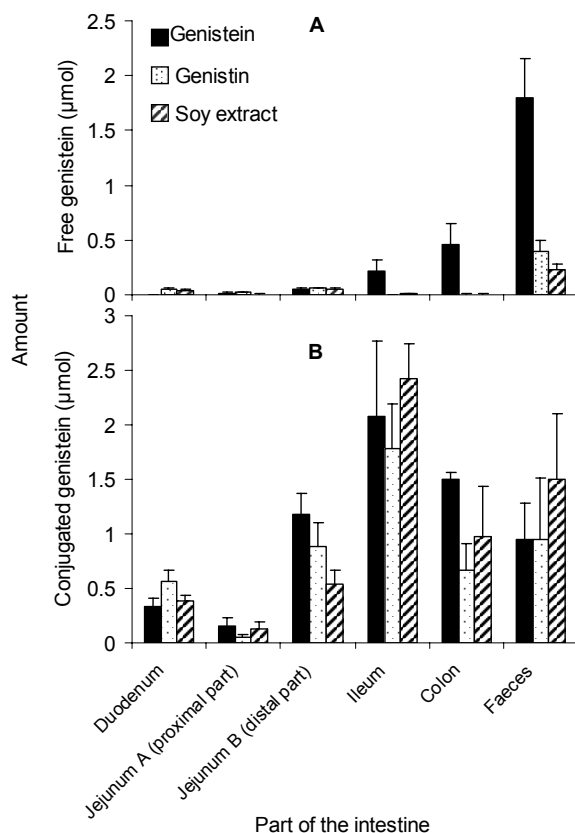 2.5
A
Genistein
Genistin
Soy extract
2
1.5
1
0.5
0
Free genistein (µmol)
Amount
3
B
2.5
2
1.5
1
0.5
0
Conjugated genistein (µmol)
Duodenum
Jejunum A (proximal part)
Jejunum B (distal part)
Ileum
Colon
Faeces
Part of the intestine